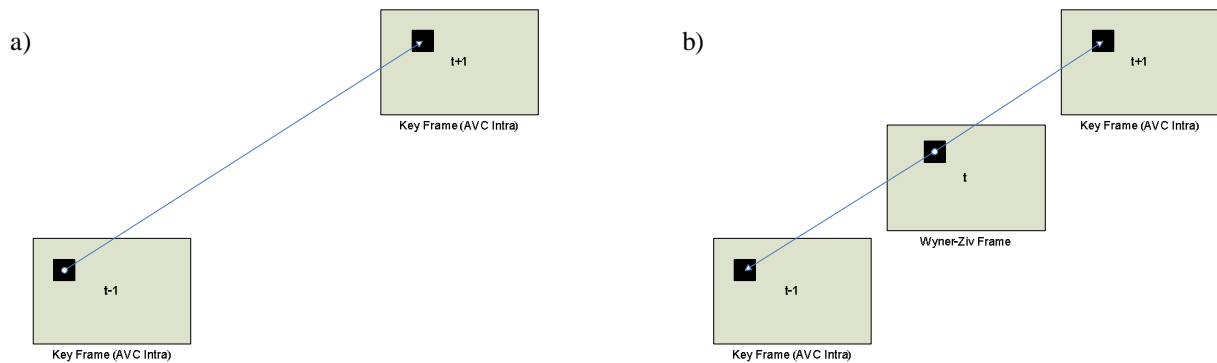 a)
t+1
Key Frame (AVC Intra)
t-1
Key Frame (AVC Intra)
b)
t+1
Key Frame (AVC Intra)
t
Wyner-Ziv Frame
t-1
Key Frame (AVC Intra)